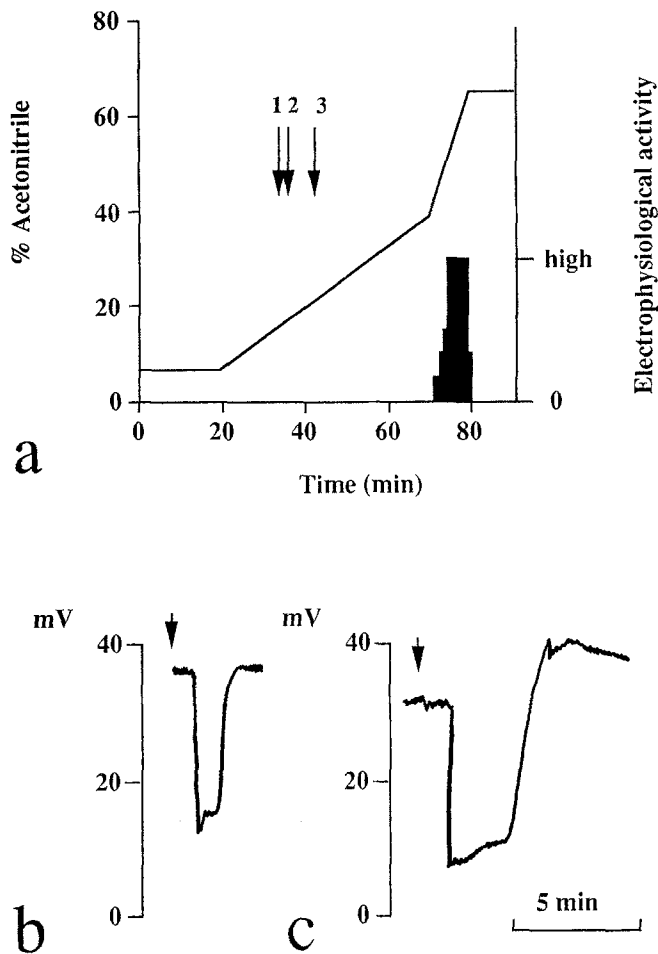 80
60
40
20
0
% Acetonitrile
1 2 3
high
0
Electrophysiological activity
0 20 40 60 80
Time (min)
a
mV
40
20
0
b
mV
40
20
0
5 min
c